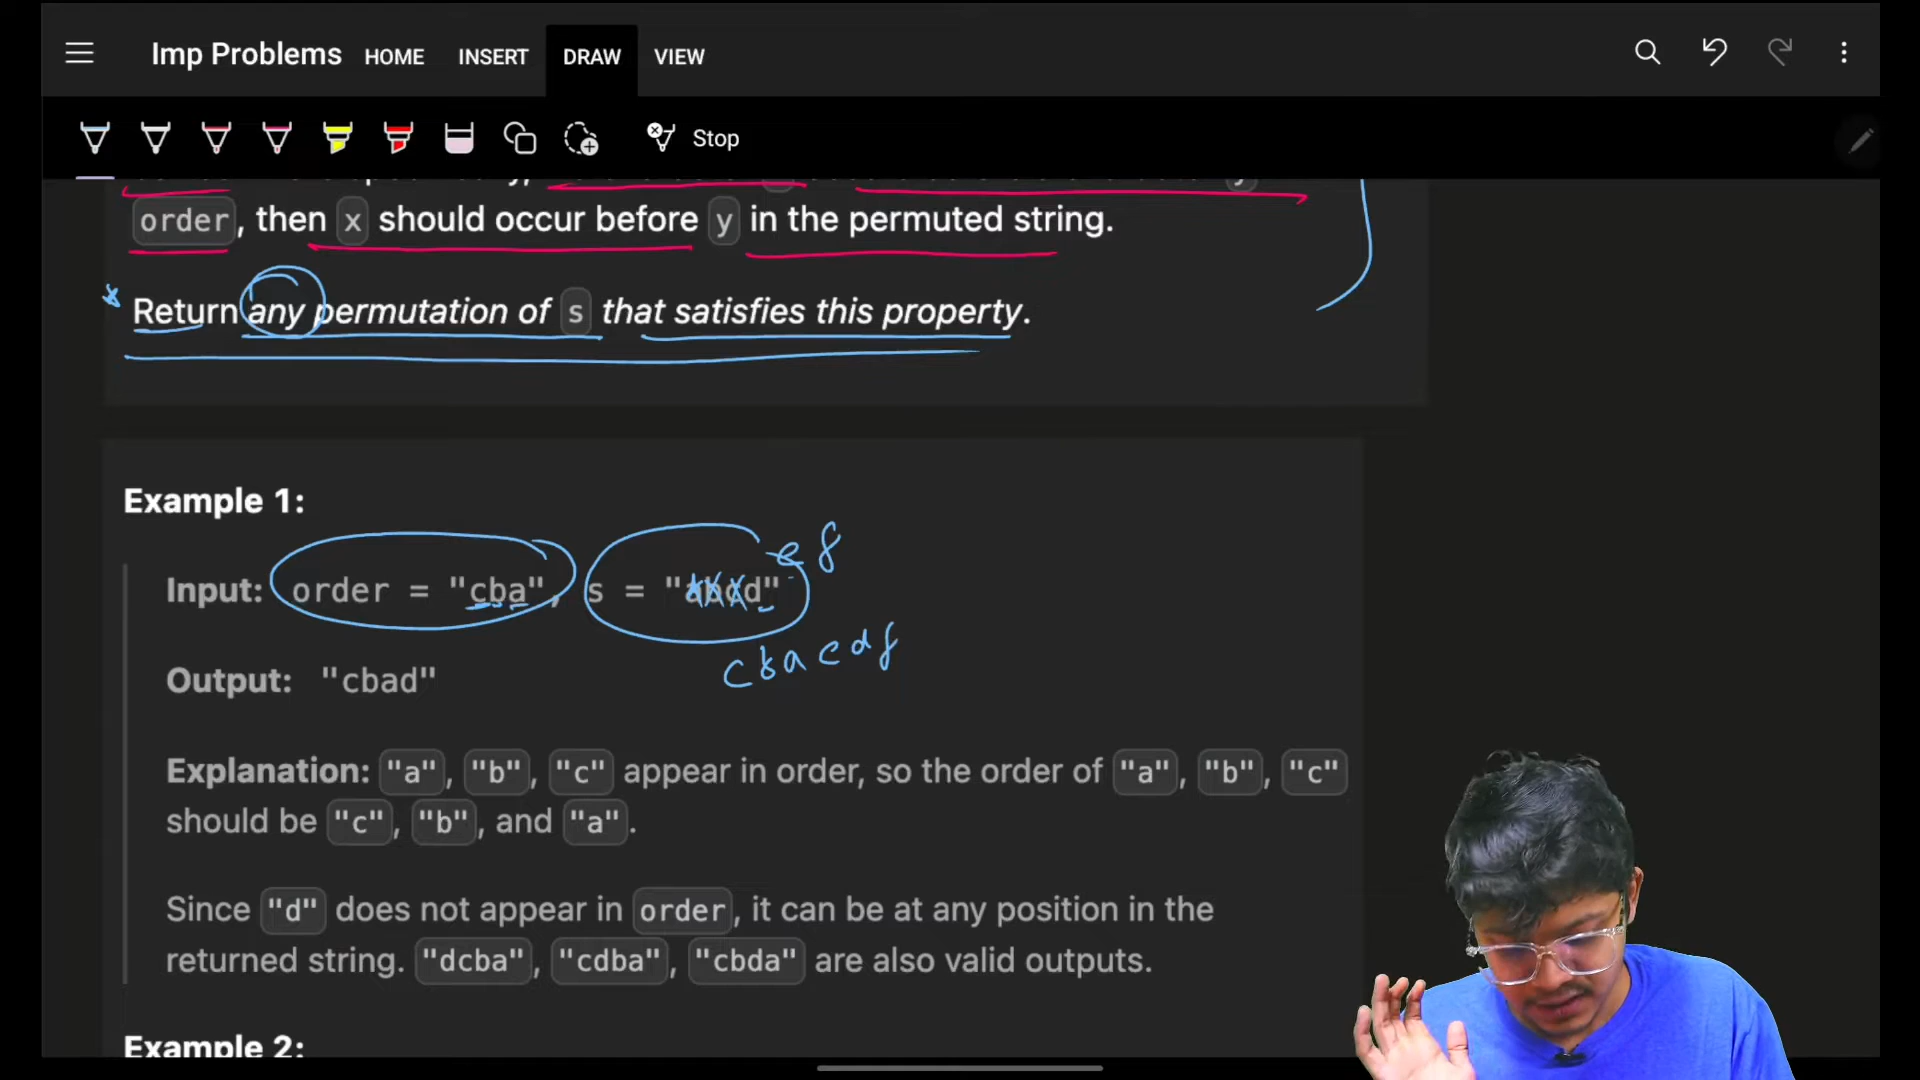 Imp Problems HOME INSERT DRAW VIEW
Stop
order, then x should occur before y in the permuted string.
Return any permutation of s that satisfies this property.
Example 1:
e f
Input: order = "cba", s = "abcd"
Output: "cbad"
c b a e d f
Explanation: "a", "b", "c" appear in order, so the order of "a", "b", "c"
should be "c", "b", and "a".
Since "d" does not appear in order, it can be at any position in the
returned string. "dcba", "cdba", "cbda" are also valid outputs.
Example 2: